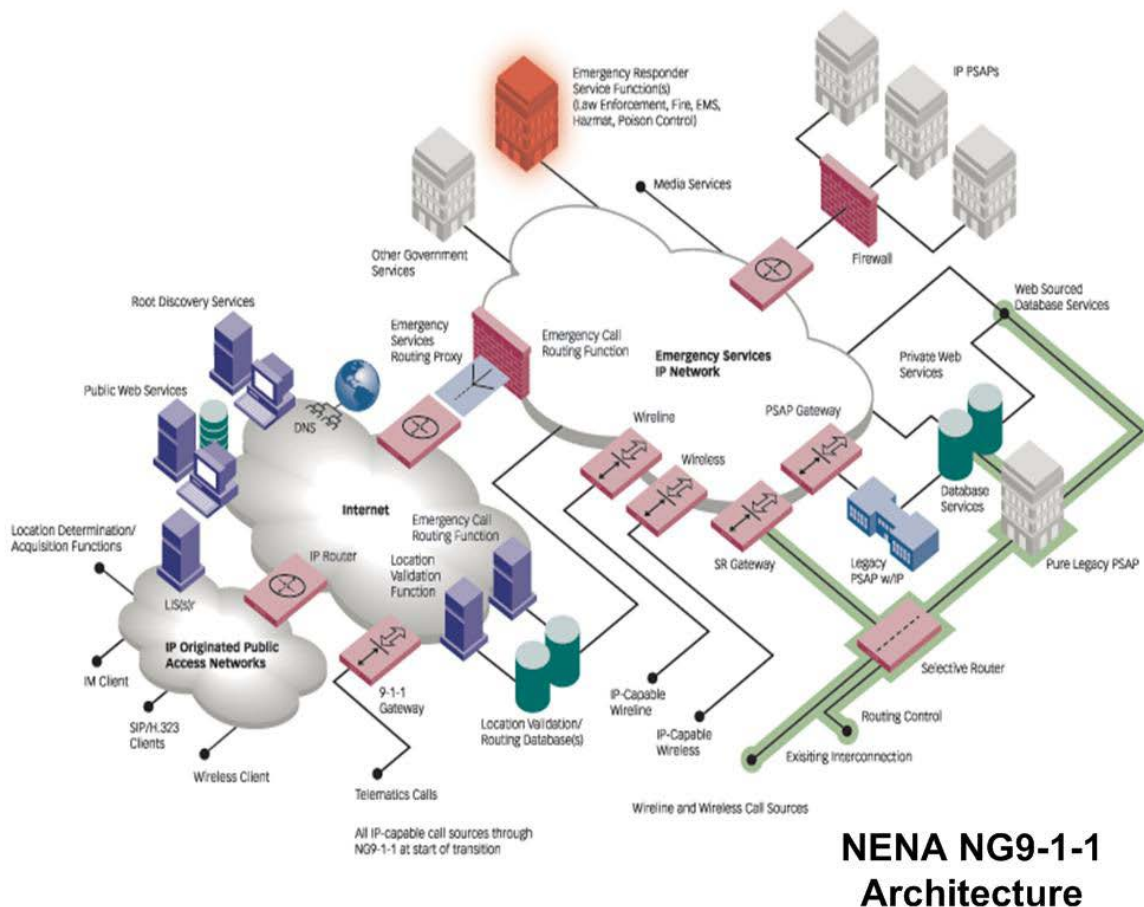 Emergency Responder
Service Function(s)
(Law Enforcement, Fire, EMS,
Hazmat, Poison Control)
IP PSAPs
Media Services
Other Government
Services
Firewall
Web Sourced
Database Services
Root Discovery Services
Emergency
Services
Routing Proxy
Emergency Call
Routing Function
Emergency Services
IP Network
Private Web
Services
Public Web Services
DNS
Wireline
PSAP Gateway
Wireless
Internet
Emergency Call
Routing Function
Database
Services
Location Determination/
Acquisition Functions
IP Router
Location
Validation
Function
SR Gateway
Legacy
PSAP w/IP
Pure Legacy PSAP
LIS(s)r
IP Originated Public
Access Networks
Selective Router
IM Client
9-1-1
Gateway
IP-Capable
Wireline
SIP/H.323
Clients
Location Validation/
Routing Database(s)
Routing Control
IP-Capable
Wireless
Exisiting Interconnection
Wireless Client
Telematics Calls
Wireline and Wireless Call Sources
All IP-capable call sources through
NG9-1-1 at start of transition
NENA NG9-1-1
Architecture